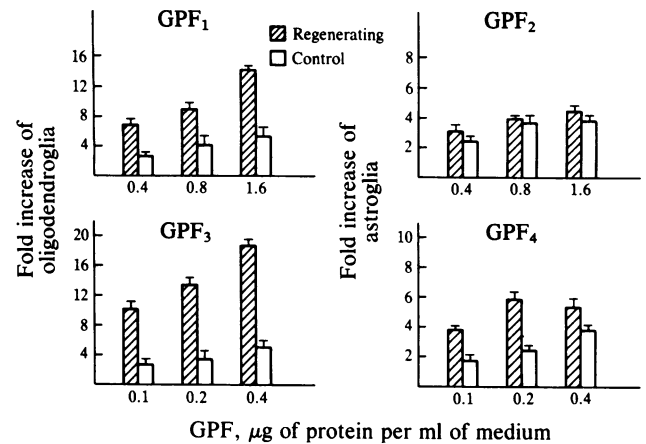 GPF1
GPF2
Regenerating
Control
16
12
8
4
0.4 0.8 1.6
8
6
4
2
0.4 0.8 1.6
Fold increase of
oligodendroglia
Fold increase of
astroglia
GPF3
GPF4
20
16
12
8
4
0.1 0.2 0.4
10
8
6
4
2
0.1 0.2 0.4
GPF, μg of protein per ml of medium